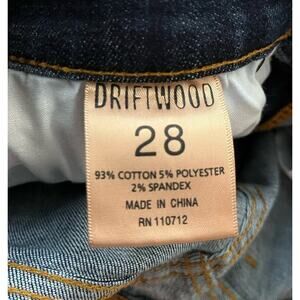 DRIFTWOOD
28
93% COTTON 5% POLYESTER
2% SPANDEX
MADE IN CHINA
RN 110712